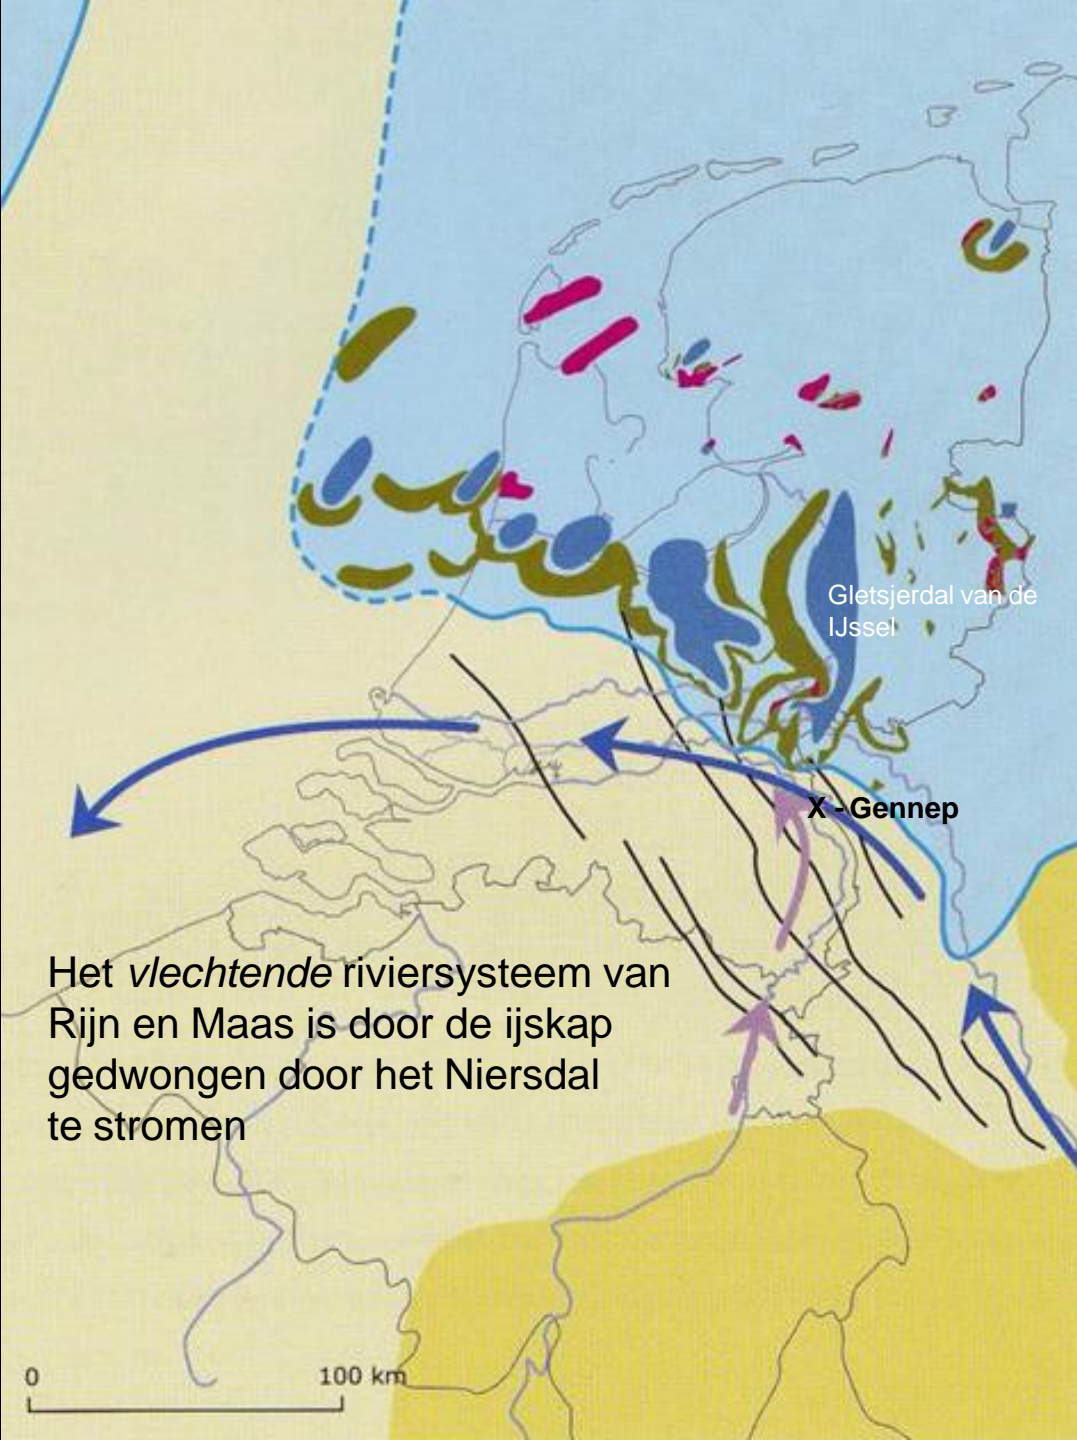 Gletsjerdal van de
IJssel
X - Gennep
Het vlechtende riviersysteem van
Rijn en Maas is door de ijskap
gedwongen door het Niersdal
te stromen
0 100 km